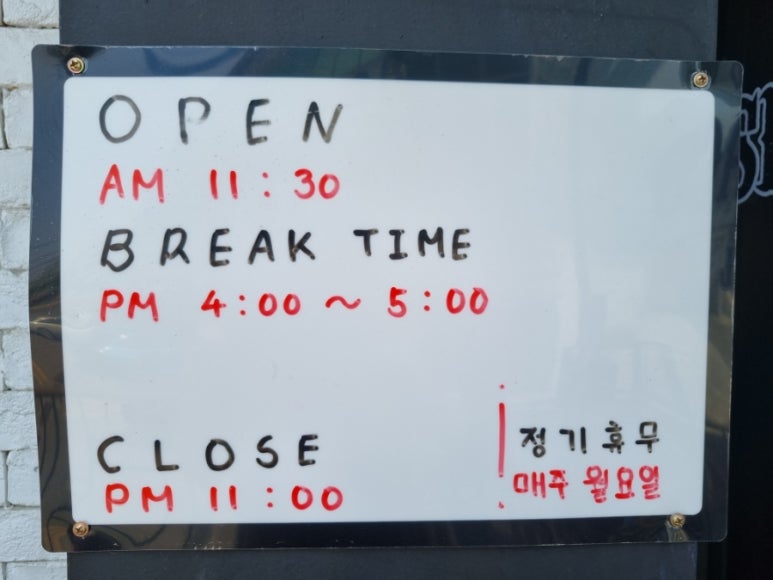 OPEN
AM 11:30
BREAK TIME
PM 4:00 ~ 5:00
CLOSE
PM 11:00
정기휴무
매주 월요일